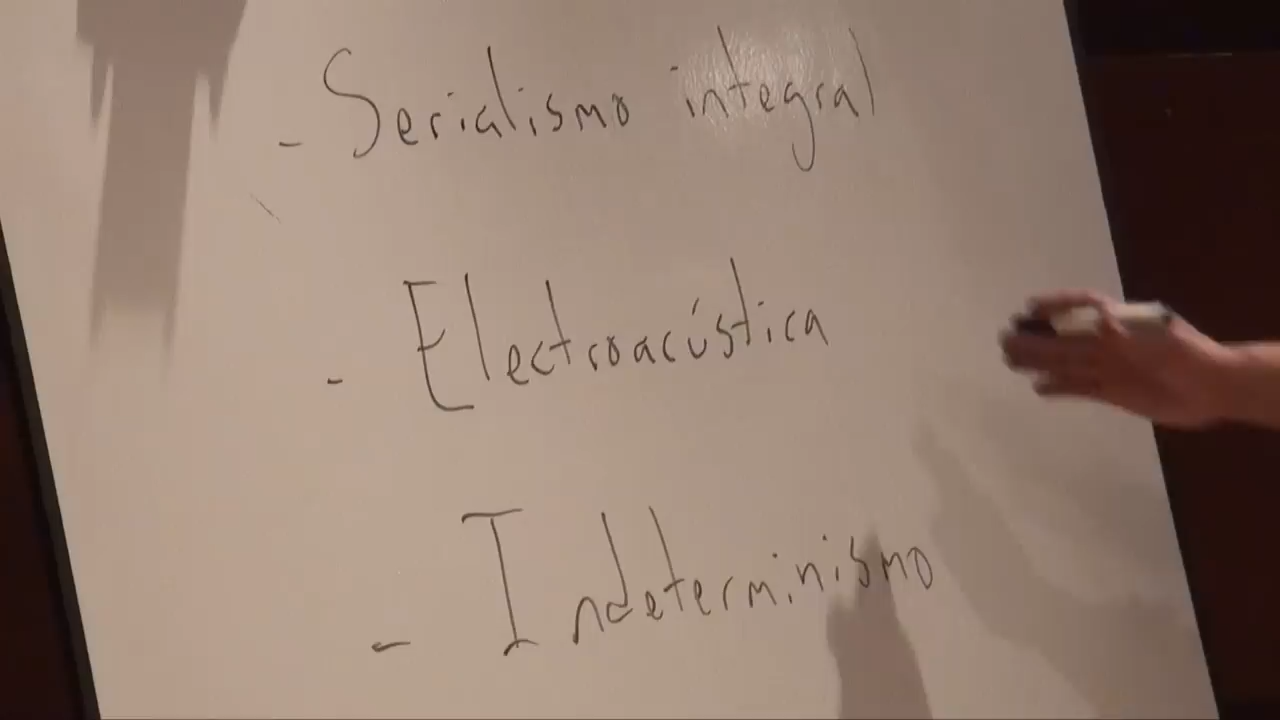 - Serialismo integral
- Electroacústica
- Indeterminismo